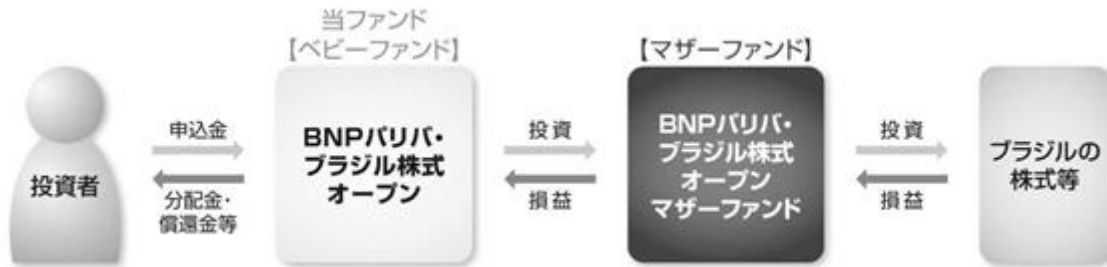 当ファンド
【ベビーファンド】
【マザーファンド】
投資者
申込金
分配金・
償還金等
BNPパリバ・
ブラジル株式
オープン
投資
損益
BNPパリバ・
ブラジル株式
オープン
マザーファンド
投資
損益
ブラジルの
株式等